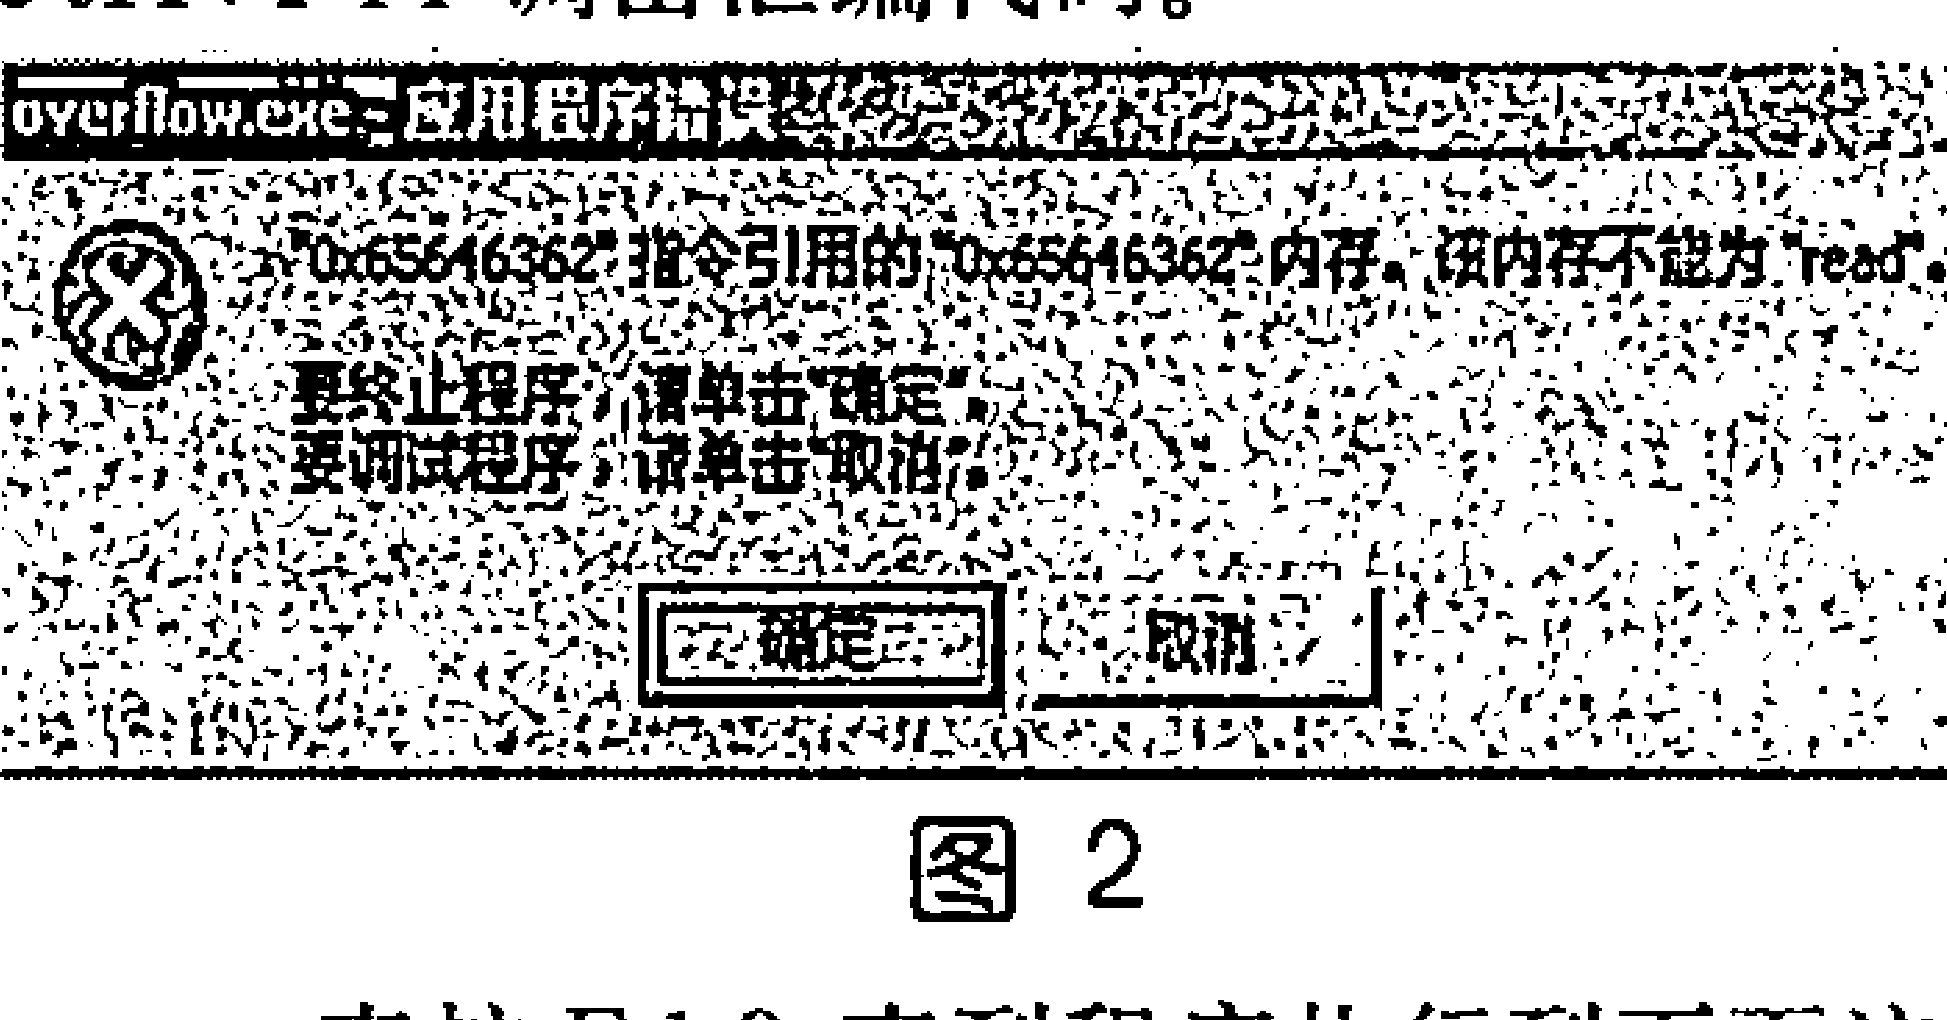 overflow.exe - 应用程序错误
"0x65646362" 指令引用的 "0x65646362" 内存。该内存不能为 "read"。
要终止程序，请单击"确定"。
要调试程序，请单击"取消"。
确定 取消
图 2